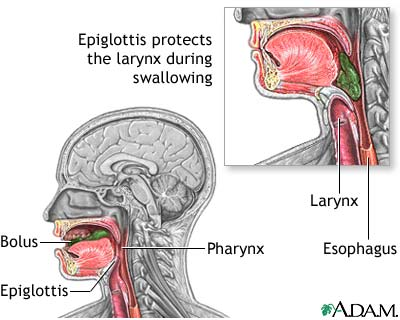 Epiglottis protects
the larynx during
swallowing
Larynx
Esophagus
Bolus
Pharynx
Epiglottis
A.D.A.M.